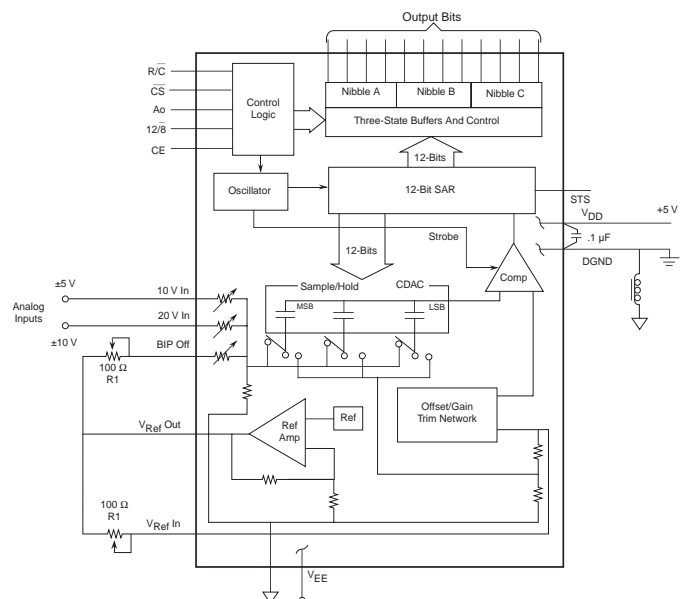 Output Bits
R/C̅
C̅S̅
Ao
12/8̅
CE
Control
Logic
Nibble A
Nibble B
Nibble C
Three-State Buffers And Control
12-Bits
Oscillator
12-Bit SAR
STS
VDD
+5 V
.1 µF
DGND
12-Bits
Strobe
Comp
Sample/Hold
CDAC
MSB
LSB
±5 V
10 V In
Analog
Inputs
20 V In
±10 V
BIP Off
100 Ω
R1
VRef Out
Ref
Amp
Ref
Offset/Gain
Trim Network
100 Ω
R1
VRef In
VEE